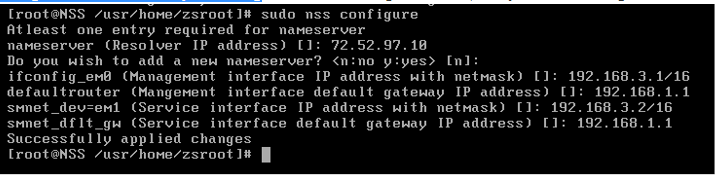 [root@NSS /usr/home/zsroot]# sudo nss configure
Atleast one entry required for nameserver
nameserver (Resolver IP address) []: 72.52.97.10
Do you wish to add a new nameserver? <n:no y:yes> [n]:
ifconfig_em0 (Management interface IP address with netmask) []: 192.168.3.1/16
defaultrouter (Mangement interface default gateway IP address) []: 192.168.1.1
smnet_dev=em1 (Service interface IP address with netmask) []: 192.168.3.2/16
smnet_dflt_gw (Service interface default gateway IP address) []: 192.168.1.1
Successfully applied changes
[root@NSS /usr/home/zsroot]#